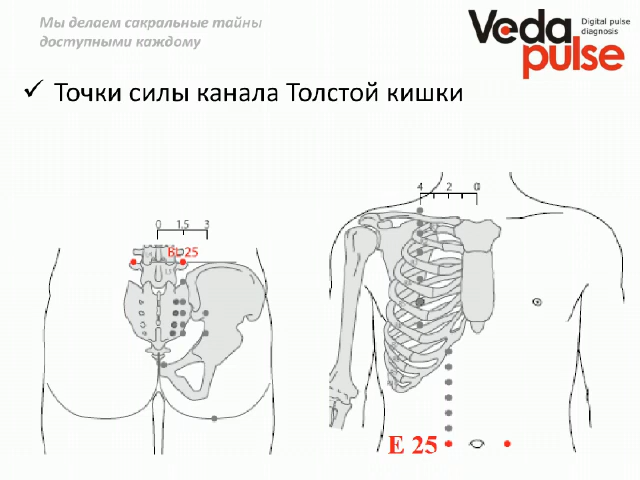 Мы делаем сакральные тайны
доступными каждому
Veda
pulse
Digital pulse
diagnosis
✓ Точки силы канала Толстой кишки
0 1,5 3
BL 25
4 2 0
E 25